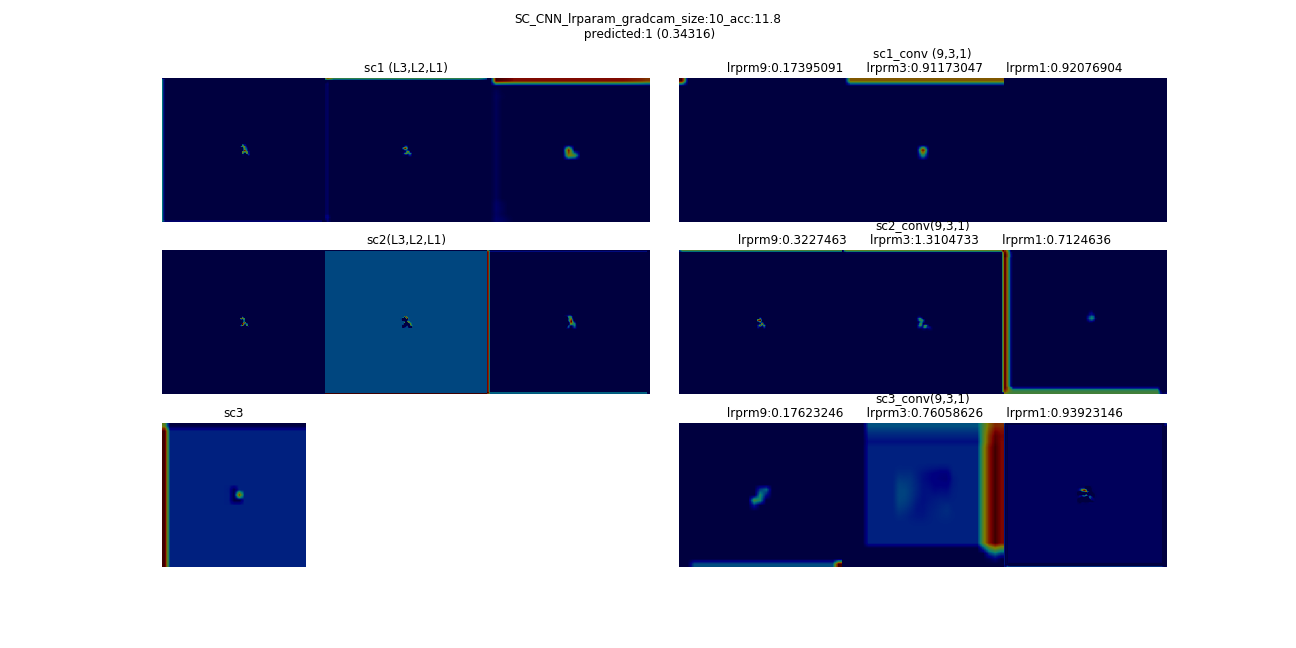 SC_CNN_lrparam_gradcam_size:10_acc:11.8
predicted:1 (0.34316)
sc1 (L3,L2,L1)
sc1_conv (9,3,1)
lrprm9:0.17395091 lrprm3:0.91173047 lrprm1:0.92076904
sc2(L3,L2,L1)
sc2_conv(9,3,1)
lrprm9:0.3227463 lrprm3:1.3104733 lrprm1:0.7124636
sc3
sc3_conv(9,3,1)
lrprm9:0.17623246 lrprm3:0.76058626 lrprm1:0.93923146